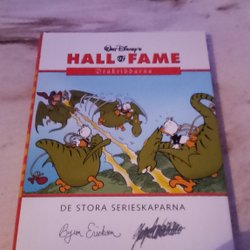 Walt Disney's
HALL OF FAME
Drakriddarna
DE STORA SERIESKAPARNA